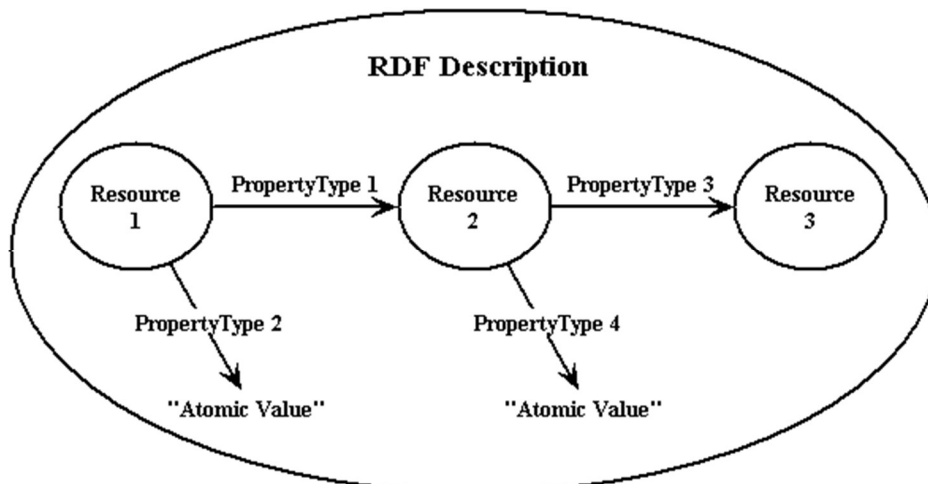 RDF Description
PropertyType 1
PropertyType 3
Resource
1
Resource
2
Resource
3
PropertyType 2
PropertyType 4
"Atomic Value"
"Atomic Value"